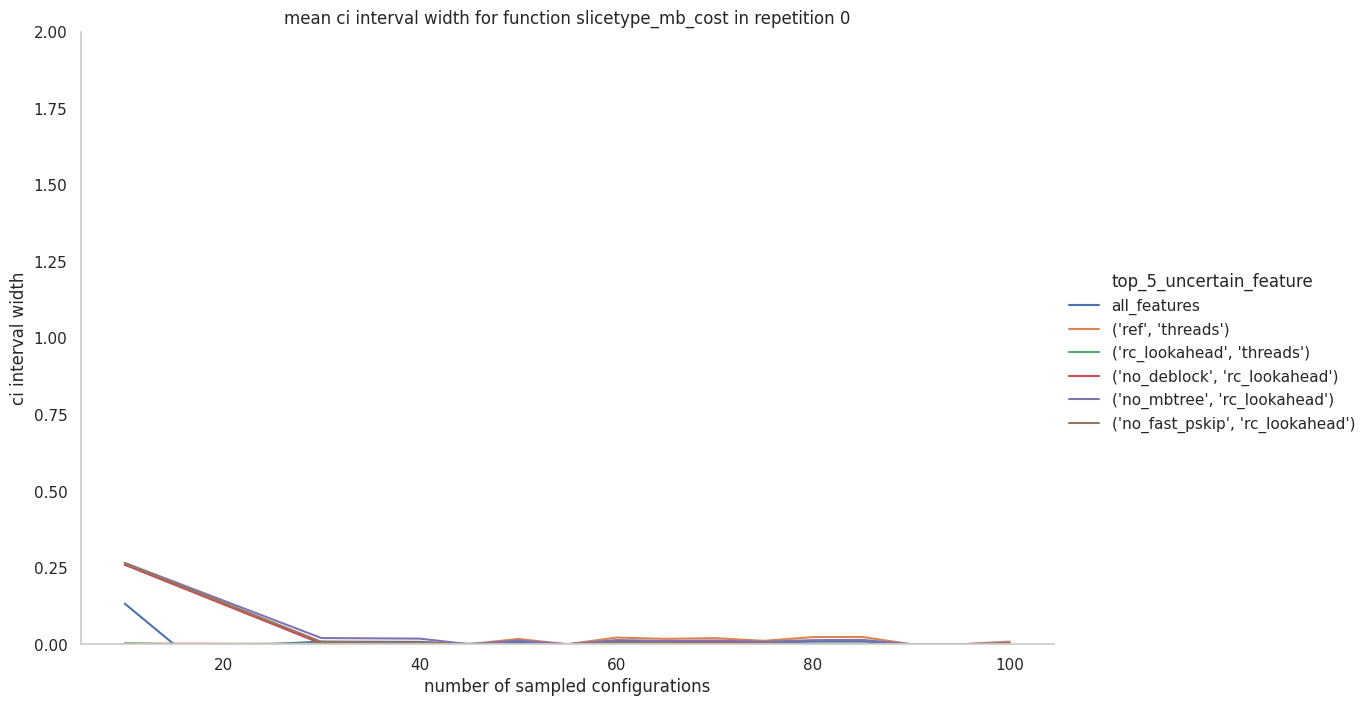 mean ci interval width for function slicetype_mb_cost in repetition 0
2.00
1.75
1.50
1.25
1.00
0.75
0.50
0.25
0.00
ci interval width
20
40
60
80
100
number of sampled configurations
top_5_uncertain_feature
all_features
('ref', 'threads')
('rc_lookahead', 'threads')
('no_deblock', 'rc_lookahead')
('no_mbtree', 'rc_lookahead')
('no_fast_pskip', 'rc_lookahead')